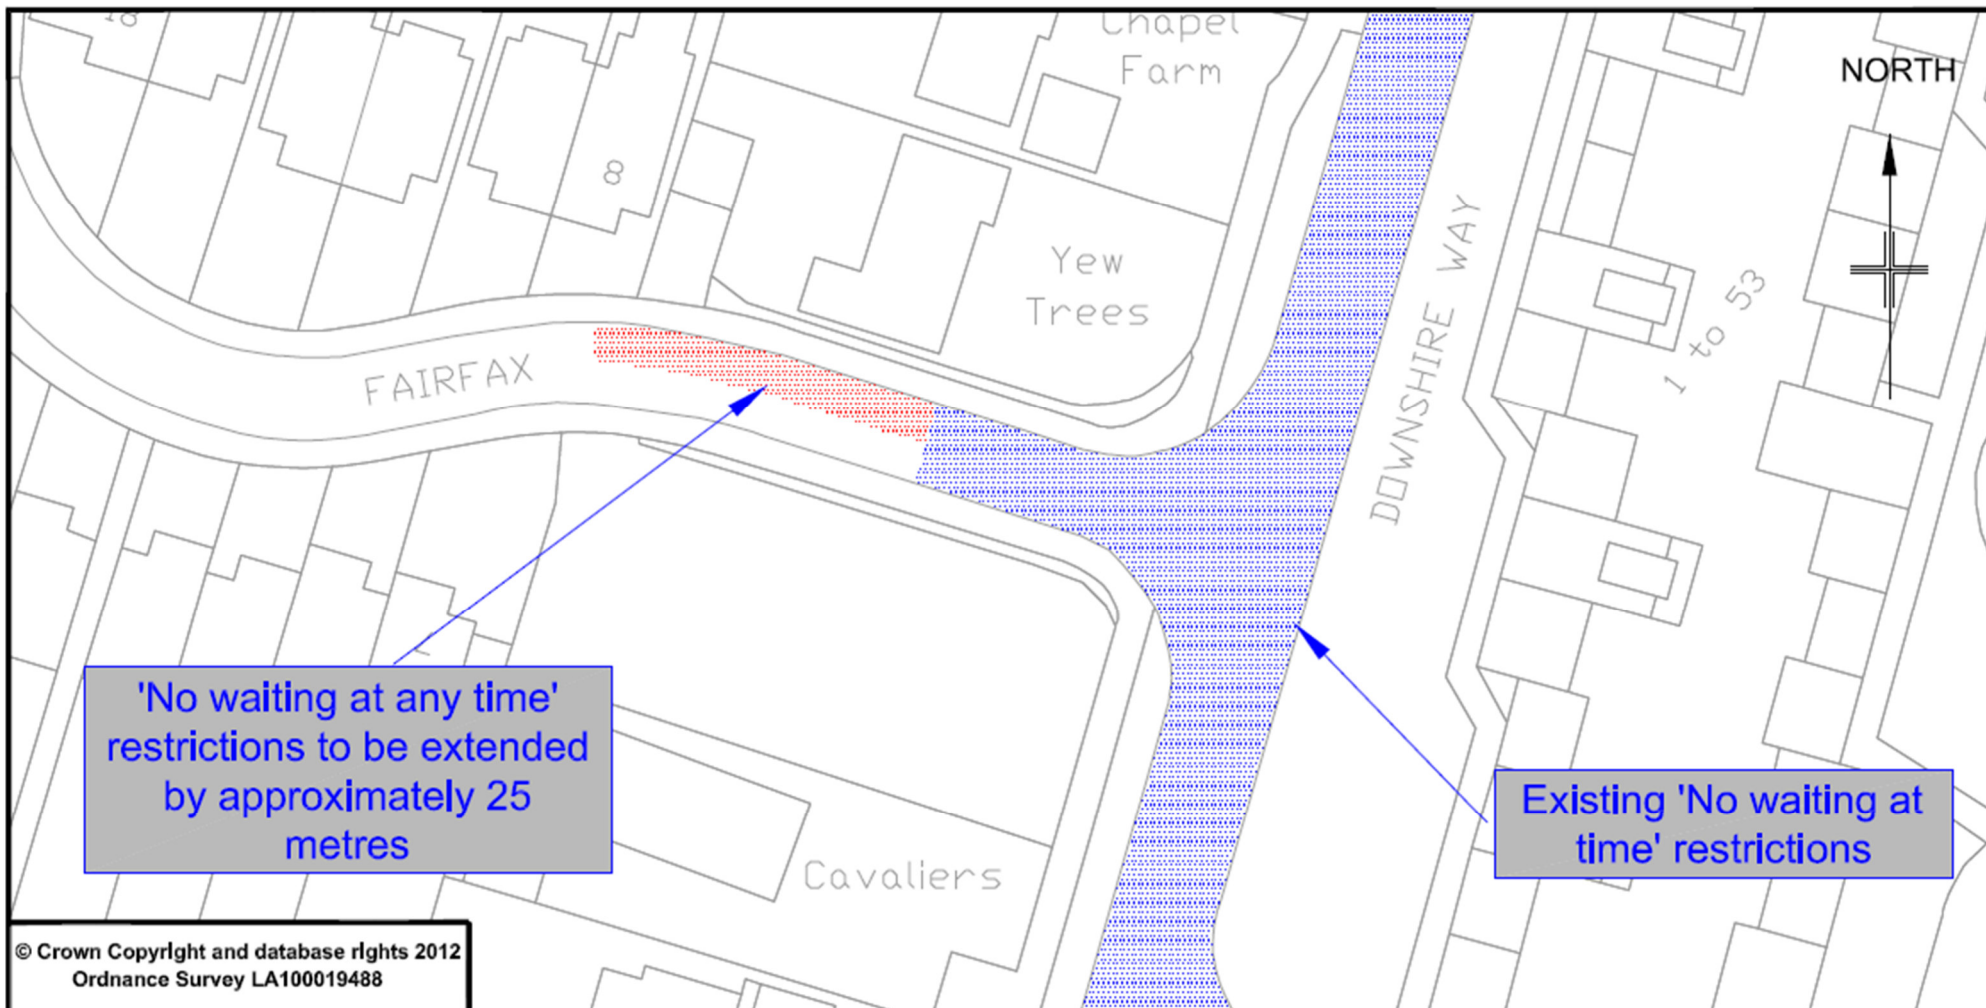 18
Chapel
Farm
NORTH
8
Yew
Trees
DOWNSHIRE WAY
1 to 53
FAIRFAX
'No waiting at any time'
restrictions to be extended
by approximately 25
metres
Existing 'No waiting at
time' restrictions
Cavaliers
© Crown Copyright and database rights 2012
Ordnance Survey LA100019488